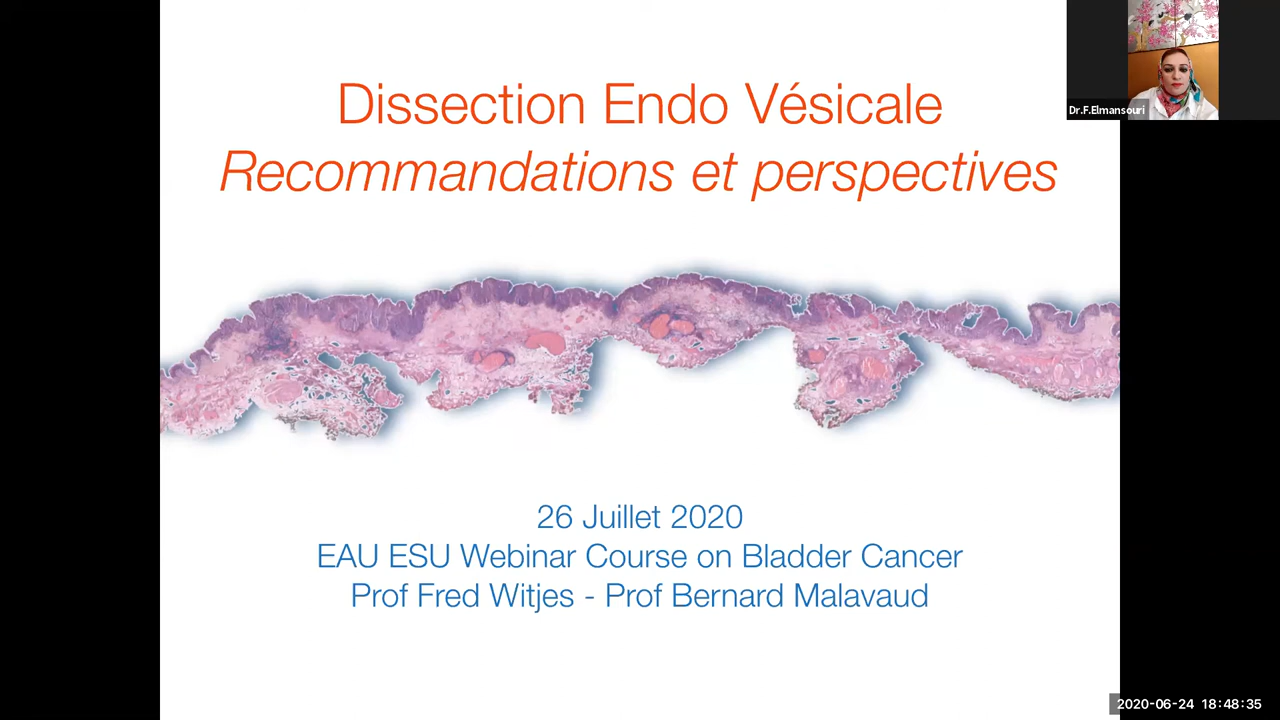 Dissection Endo Vésicale
Recommandations et perspectives
Dr.F.Elmansouri
26 Juillet 2020
EAU ESU Webinar Course on Bladder Cancer
Prof Fred Witjes - Prof Bernard Malavaud
2020-06-24 18:48:35